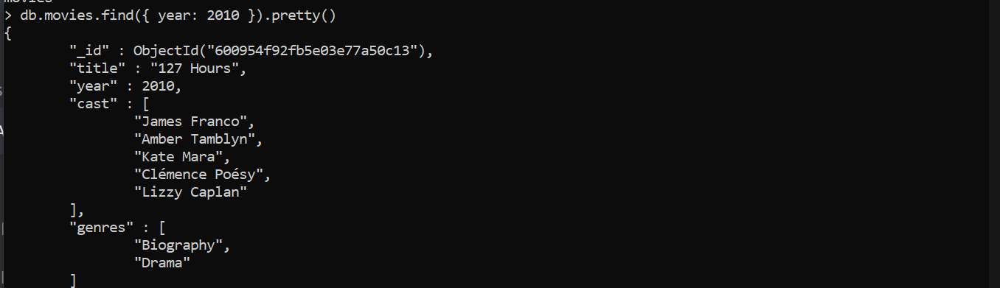 movies
> db.movies.find({ year: 2010 }).pretty()
{
        "_id" : ObjectId("600954f92fb5e03e77a50c13"),
        "title" : "127 Hours",
        "year" : 2010,
        "cast" : [
                "James Franco",
                "Amber Tamblyn",
                "Kate Mara",
                "Clémence Poésy",
                "Lizzy Caplan"
        ],
        "genres" : [
                "Biography",
                "Drama"
        ]